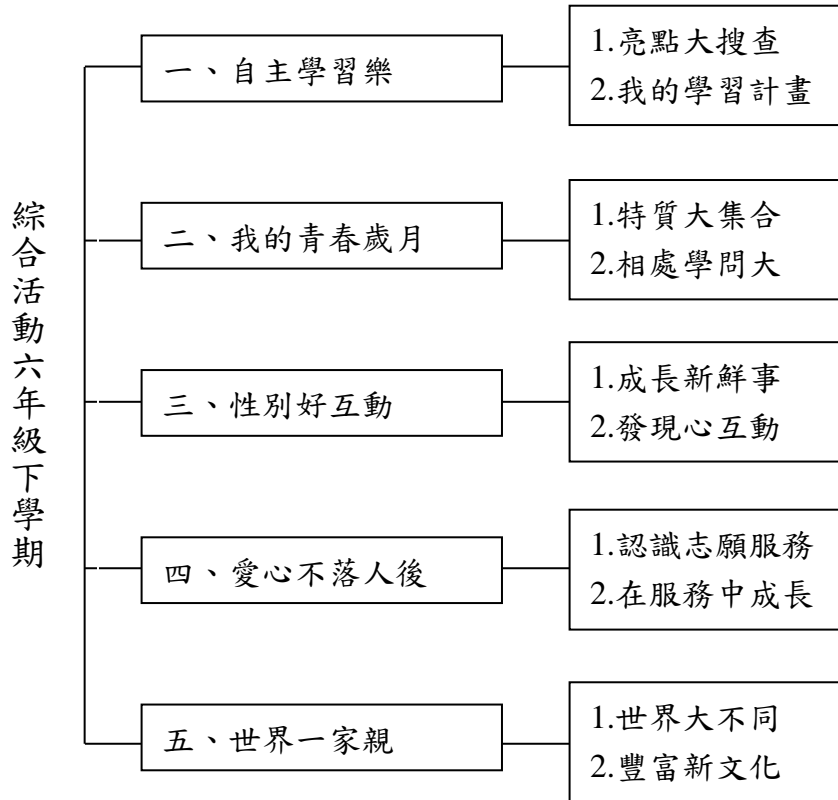 綜合活動六年級下學期
一、自主學習樂
1.亮點大搜查
2.我的學習計畫
二、我的青春歲月
1.特質大集合
2.相處學問大
三、性別好互動
1.成長新鮮事
2.發現心互動
四、愛心不落人後
1.認識志願服務
2.在服務中成長
五、世界一家親
1.世界大不同
2.豐富新文化